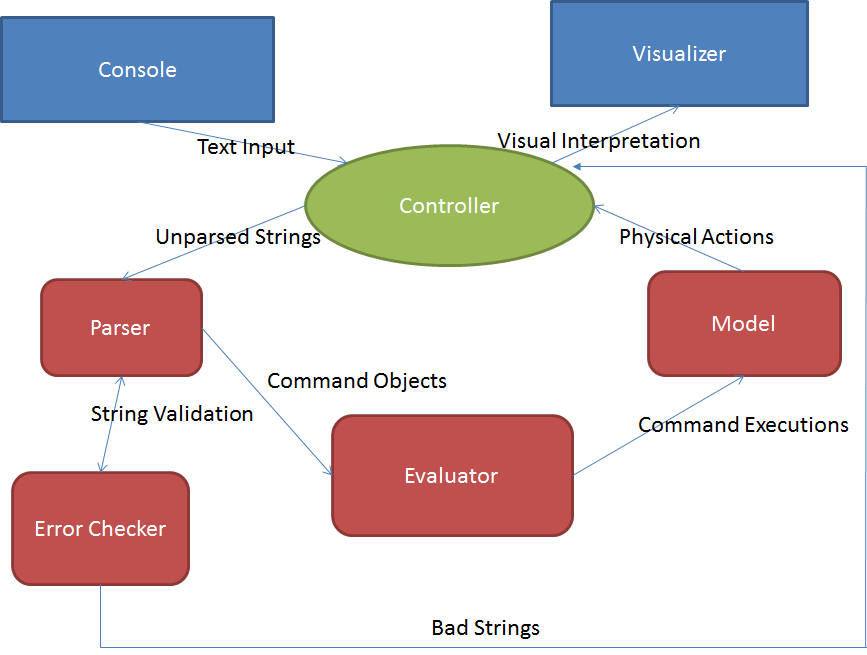 Console
Visualizer
Text Input
Visual Interpretation
Controller
Unparsed Strings
Physical Actions
Parser
Model
Command Objects
String Validation
Command Executions
Evaluator
Error Checker
Bad Strings